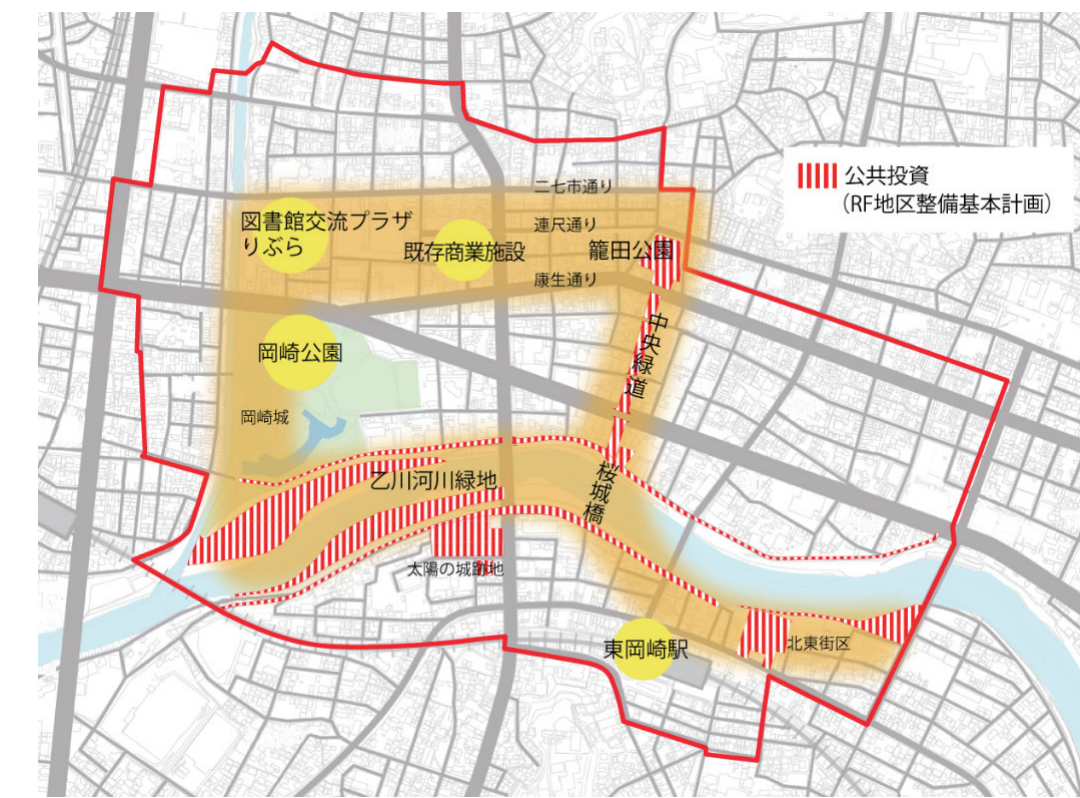 公共投資
(RF地区整備基本計画)
二七市通り
図書館交流プラザ
りぶら
連尺通り
既存商業施設
籠田公園
康生通り
中央緑道
岡崎公園
岡崎城
乙川河川緑地
桜城橋
太陽の城跡地
東岡崎駅
北東街区